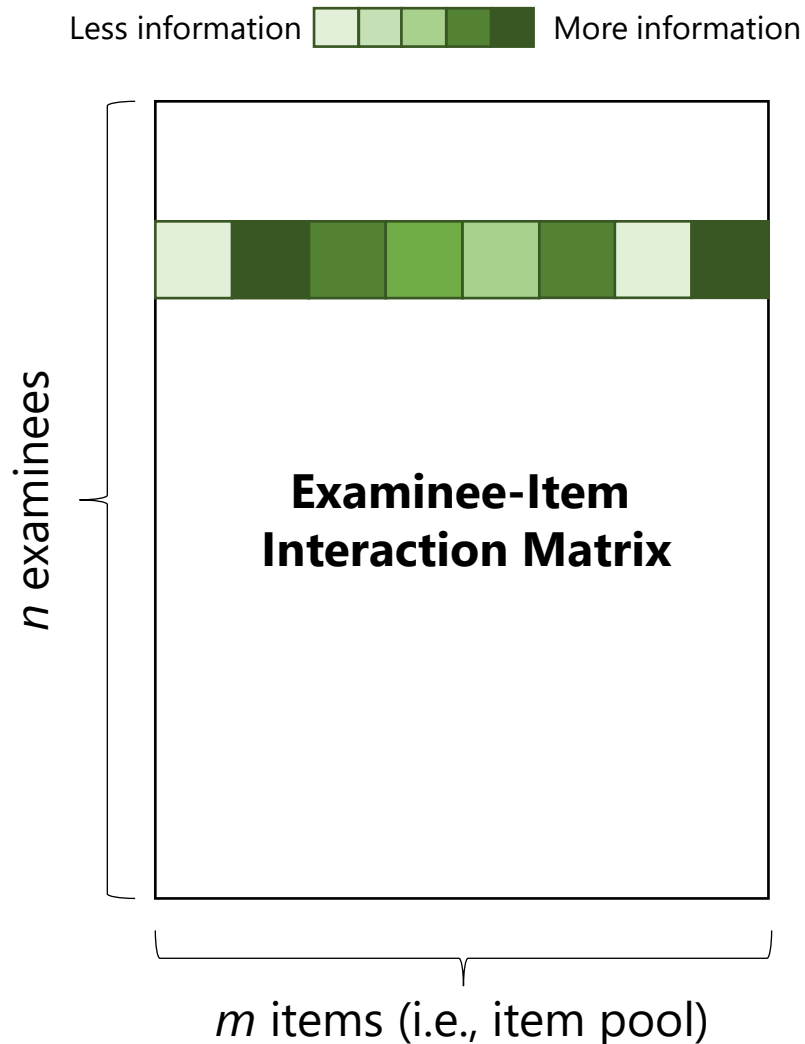 Less information More information
n examinees
Examinee-Item
Interaction Matrix
m items (i.e., item pool)